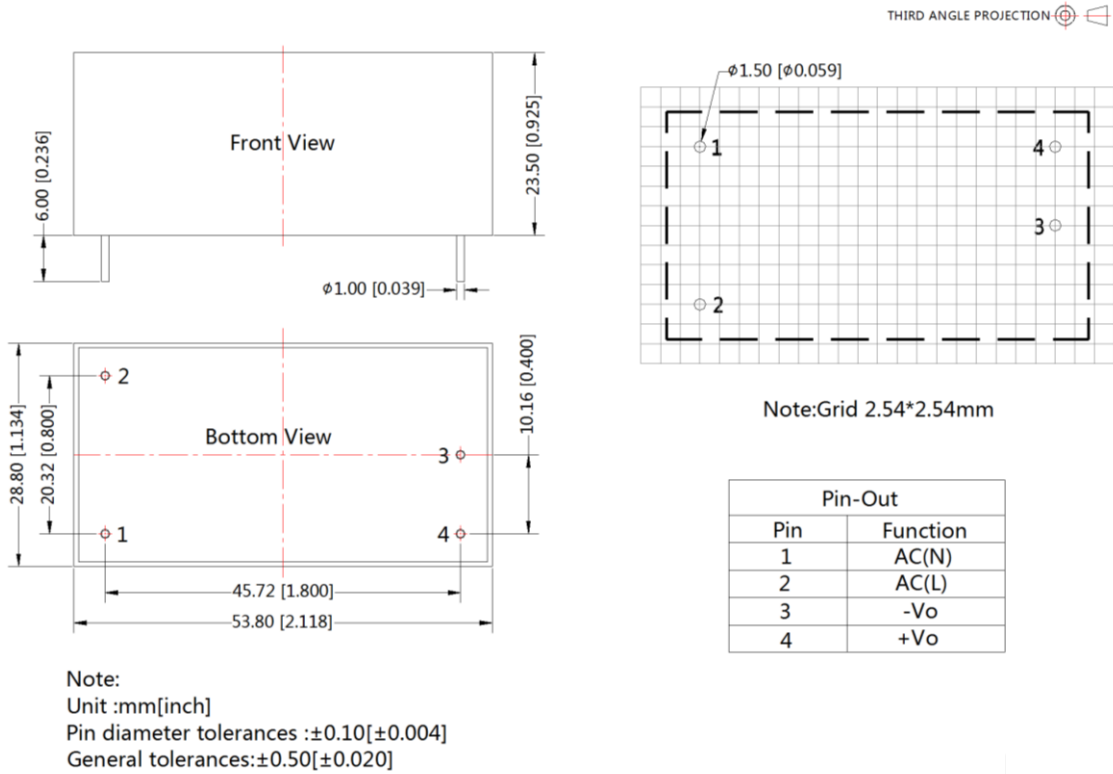 THIRD ANGLE PROJECTION
Front View
6.00 [0.236]
23.50 [0.925]
ϕ1.00 [0.039]
ϕ1.50 [ϕ0.059]
1
4
3
2
Note:Grid 2.54*2.54mm
2
Bottom View
3
1
4
28.80 [1.134]
20.32 [0.800]
10.16 [0.400]
45.72 [1.800]
53.80 [2.118]
Pin-Out
Pin Function
1 AC(N)
2 AC(L)
3 -Vo
4 +Vo
Note:
Unit :mm[inch]
Pin diameter tolerances :±0.10[±0.004]
General tolerances:±0.50[±0.020]